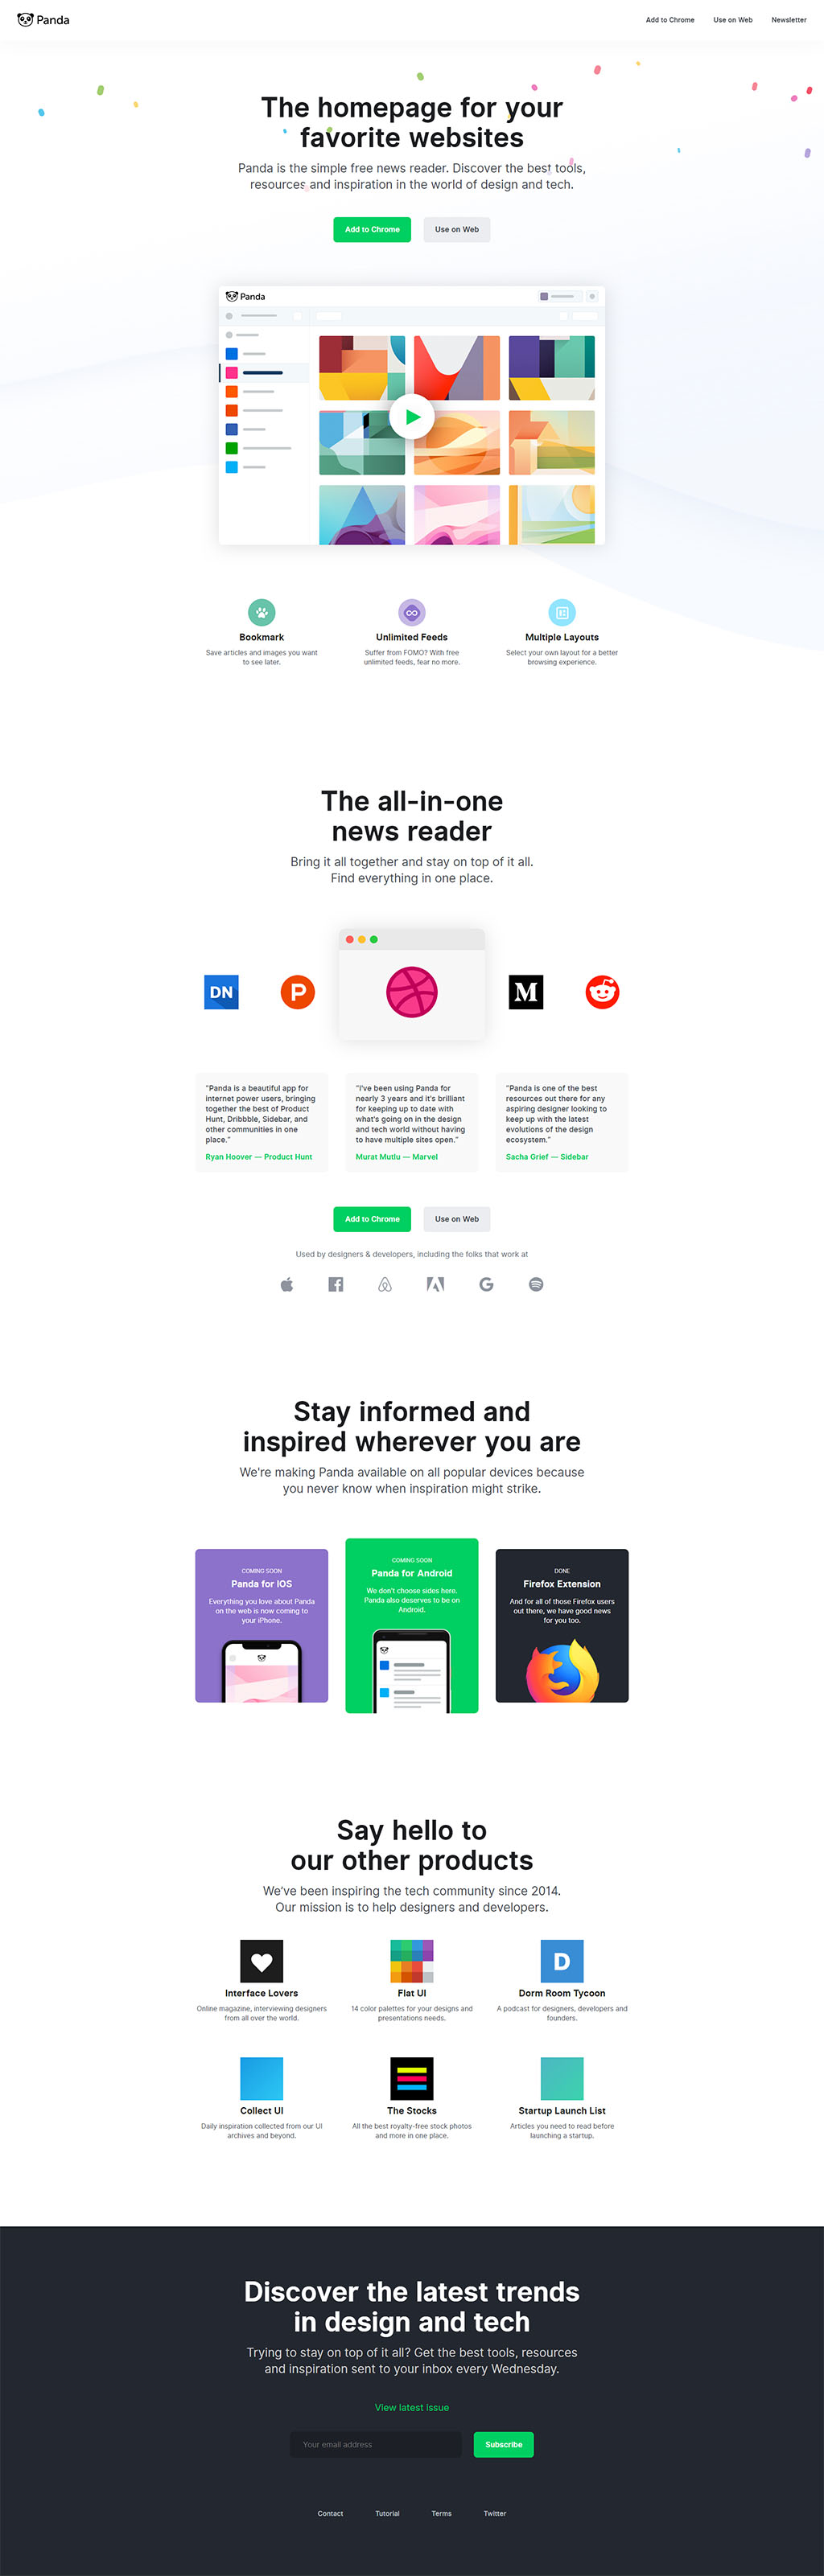 Panda
Add to Chrome
Use on Web
Newsletter
The homepage for your
favorite websites
Panda is the simple free news reader. Discover the best tools,
resources and inspiration in the world of design and tech.
Add to Chrome
Use on Web
Panda
Bookmark
Save articles and images you want
to see later.
Unlimited Feeds
Suffer from FOMO? With free
unlimited feeds, fear no more.
Multiple Layouts
Select your own layout for a better
browsing experience.
The all-in-one
news reader
Bring it all together and stay on top of it all.
Find everything in one place.
DN
P
M
"Panda is a beautiful app for
internet power users, bringing
together the best of Product
Hunt, Dribbble, Sidebar, and
other communities in one
place."
Ryan Hoover — Product Hunt
"I've been using Panda for
nearly 3 years and it's brilliant
for keeping up to date with
what's going on in the design
and tech world without having
to have multiple sites open."
Murat Mutlu — Marvel
"Panda is one of the best
resources out there for any
aspiring designer looking to
keep up with the latest
evolutions of the design
ecosystem."
Sacha Grief — Sidebar
Add to Chrome
Use on Web
Used by designers & developers, including the folks that work at
Stay informed and
inspired wherever you are
We're making Panda available on all popular devices because
you never know when inspiration might strike.
COMING SOON
Panda for IOS
Everything you love about Panda
on the web is now coming to
your iPhone.
COMING SOON
Panda for Android
We don't choose sides here.
Panda also deserves to be on
Android.
DONE
Firefox Extension
And for all of those Firefox users
out there, we have good news
for you too.
Say hello to
our other products
We've been inspiring the tech community since 2014.
Our mission is to help designers and developers.
Interface Lovers
Online magazine, interviewing designers
from all over the world.
Flat UI
14 color palettes for your designs and
presentations needs.
D
Dorm Room Tycoon
A podcast for designers, developers and
founders.
Collect UI
Daily inspiration collected from our UI
archives and beyond.
The Stocks
All the best royalty-free stock photos
and more in one place.
Startup Launch List
Articles you need to read before
launching a startup.
Discover the latest trends
in design and tech
Trying to stay on top of it all? Get the best tools, resources
and inspiration sent to your inbox every Wednesday.
View latest issue
Your email address
Subscribe
Contact
Tutorial
Terms
Twitter